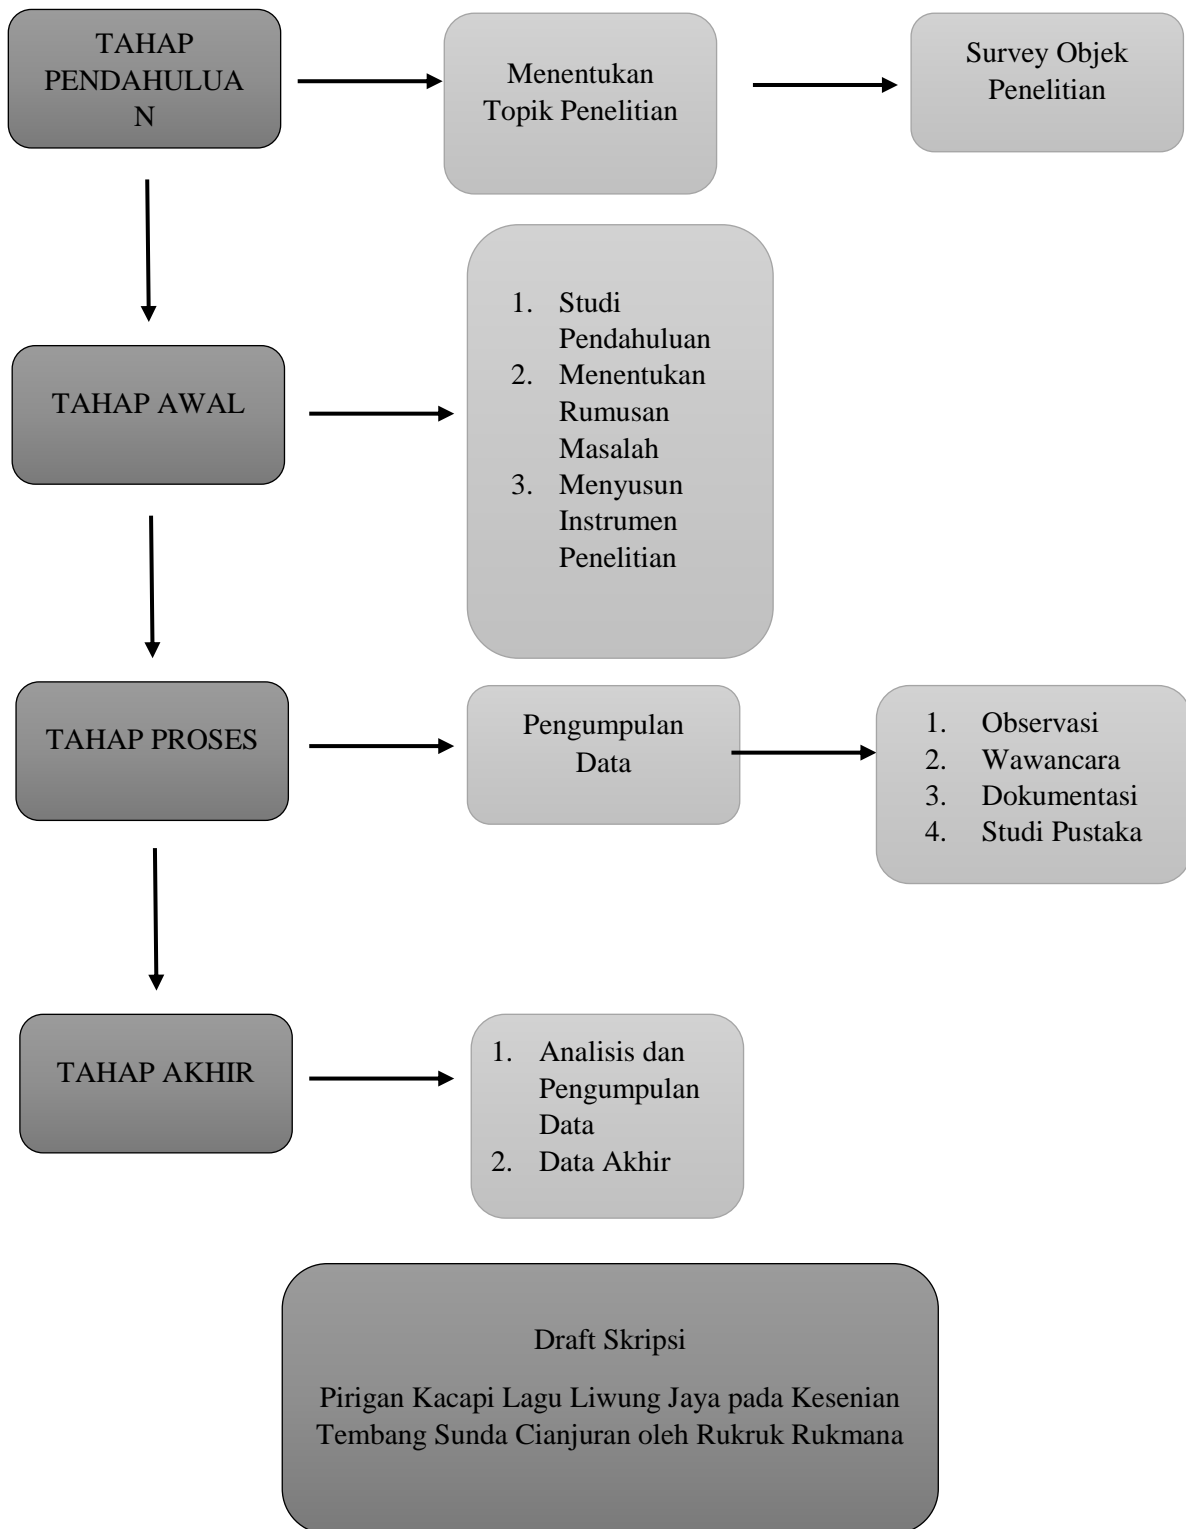 TAHAP
PENDAHULUA
N
Menentukan
Topik Penelitian
Survey Objek
Penelitian
TAHAP AWAL
1. Studi
Pendahuluan
2. Menentukan
Rumusan
Masalah
3. Menyusun
Instrumen
Penelitian
TAHAP PROSES
Pengumpulan
Data
1. Observasi
2. Wawancara
3. Dokumentasi
4. Studi Pustaka
TAHAP AKHIR
1. Analisis dan
Pengumpulan
Data
2. Data Akhir
Draft Skripsi
Pirigan Kacapi Lagu Liwung Jaya pada Kesenian
Tembang Sunda Cianjuran oleh Rukruk Rukmana